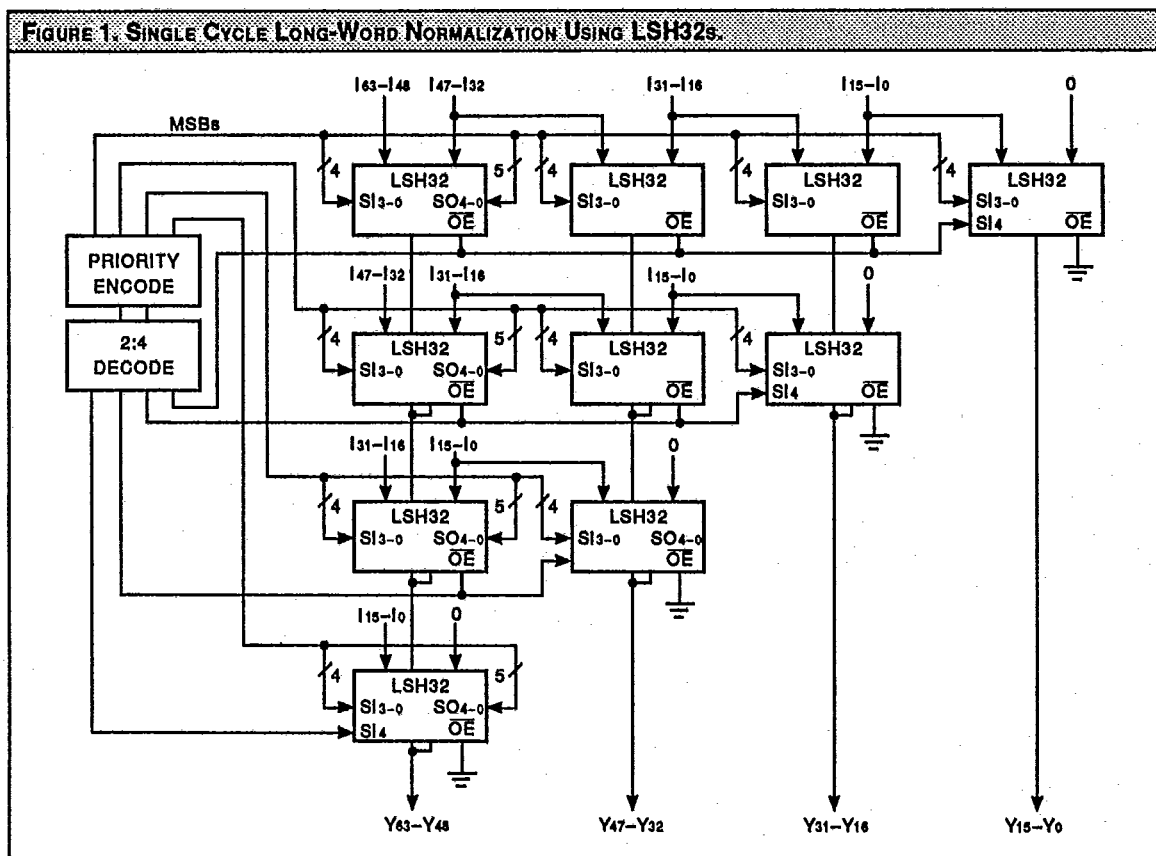 FIGURE 1. SINGLE CYCLE LONG-WORD NORMALIZATION USING LSH32S.
I63–I48 I47–I32 I31–I16 I15–I0 0
MSBs
4 5 4 4 4
LSH32 LSH32 LSH32 LSH32
SI3-0 SO4-0 SI3-0 SI3-0 SI3-0
OE OE OE SI4 OE
PRIORITY
ENCODE
I47–I32 I31–I16 I15–I0 0
2:4
DECODE
4 5 4 4
LSH32 LSH32 LSH32
SI3-0 SO4-0 SI3-0 SI3-0
OE OE SI4 OE
I31–I16 I15–I0 0
4 5 4
LSH32 LSH32
SI3-0 SO4-0 SI3-0 SO4-0
OE OE
I15–I0 0
4 5
LSH32
SI3-0 SO4-0
SI4 OE
Y63–Y48 Y47–Y32 Y31–Y16 Y15–Y0